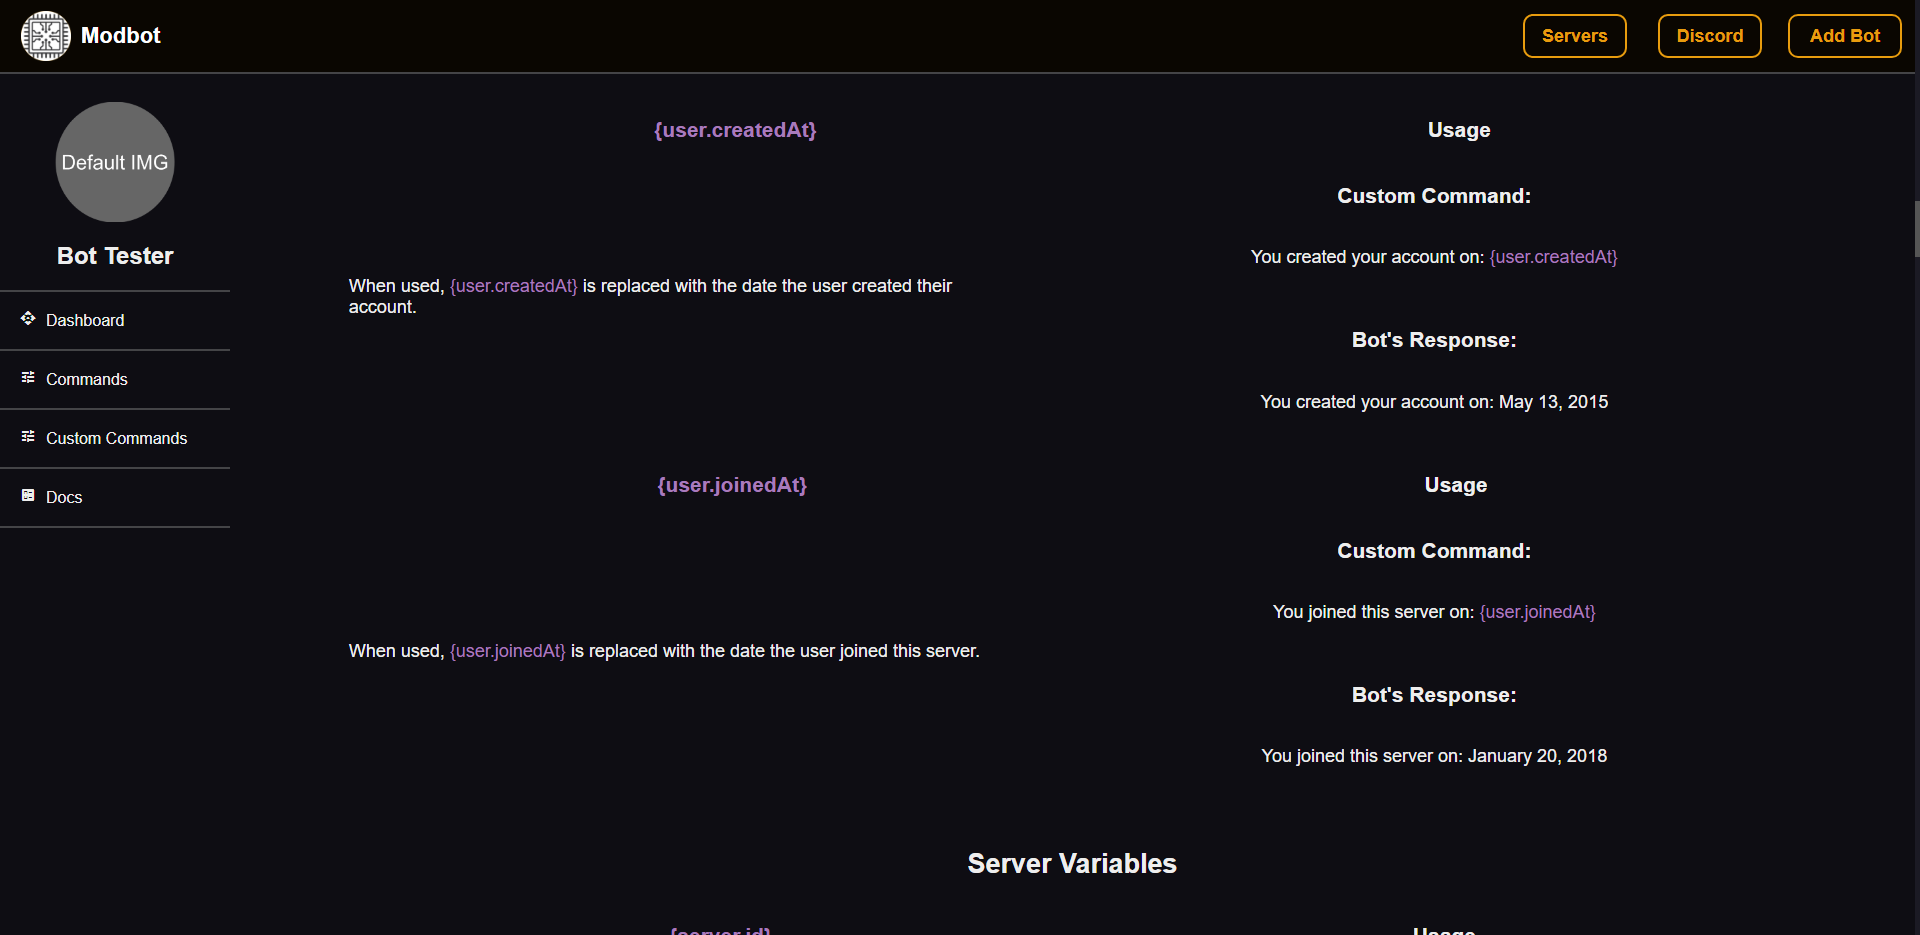 Modbot
Servers
Discord
Add Bot
Default IMG
Bot Tester
Dashboard
Commands
Custom Commands
Docs
{user.createdAt}
Usage
Custom Command:
You created your account on: {user.createdAt}
When used, {user.createdAt} is replaced with the date the user created their
account.
Bot's Response:
You created your account on: May 13, 2015
{user.joinedAt}
Usage
Custom Command:
You joined this server on: {user.joinedAt}
When used, {user.joinedAt} is replaced with the date the user joined this server.
Bot's Response:
You joined this server on: January 20, 2018
Server Variables
{server.id}
Usage